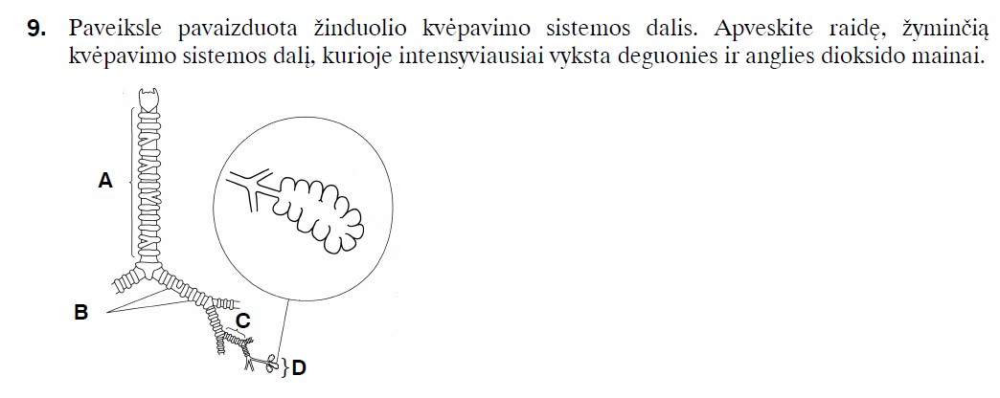 9. Paveiksle pavaizduota žinduolio kvėpavimo sistemos dalis. Apveskite raidę, žyminčią
kvėpavimo sistemos dalį, kurioje intensyviausiai vyksta deguonies ir anglies dioksido mainai.
A
B
C
D